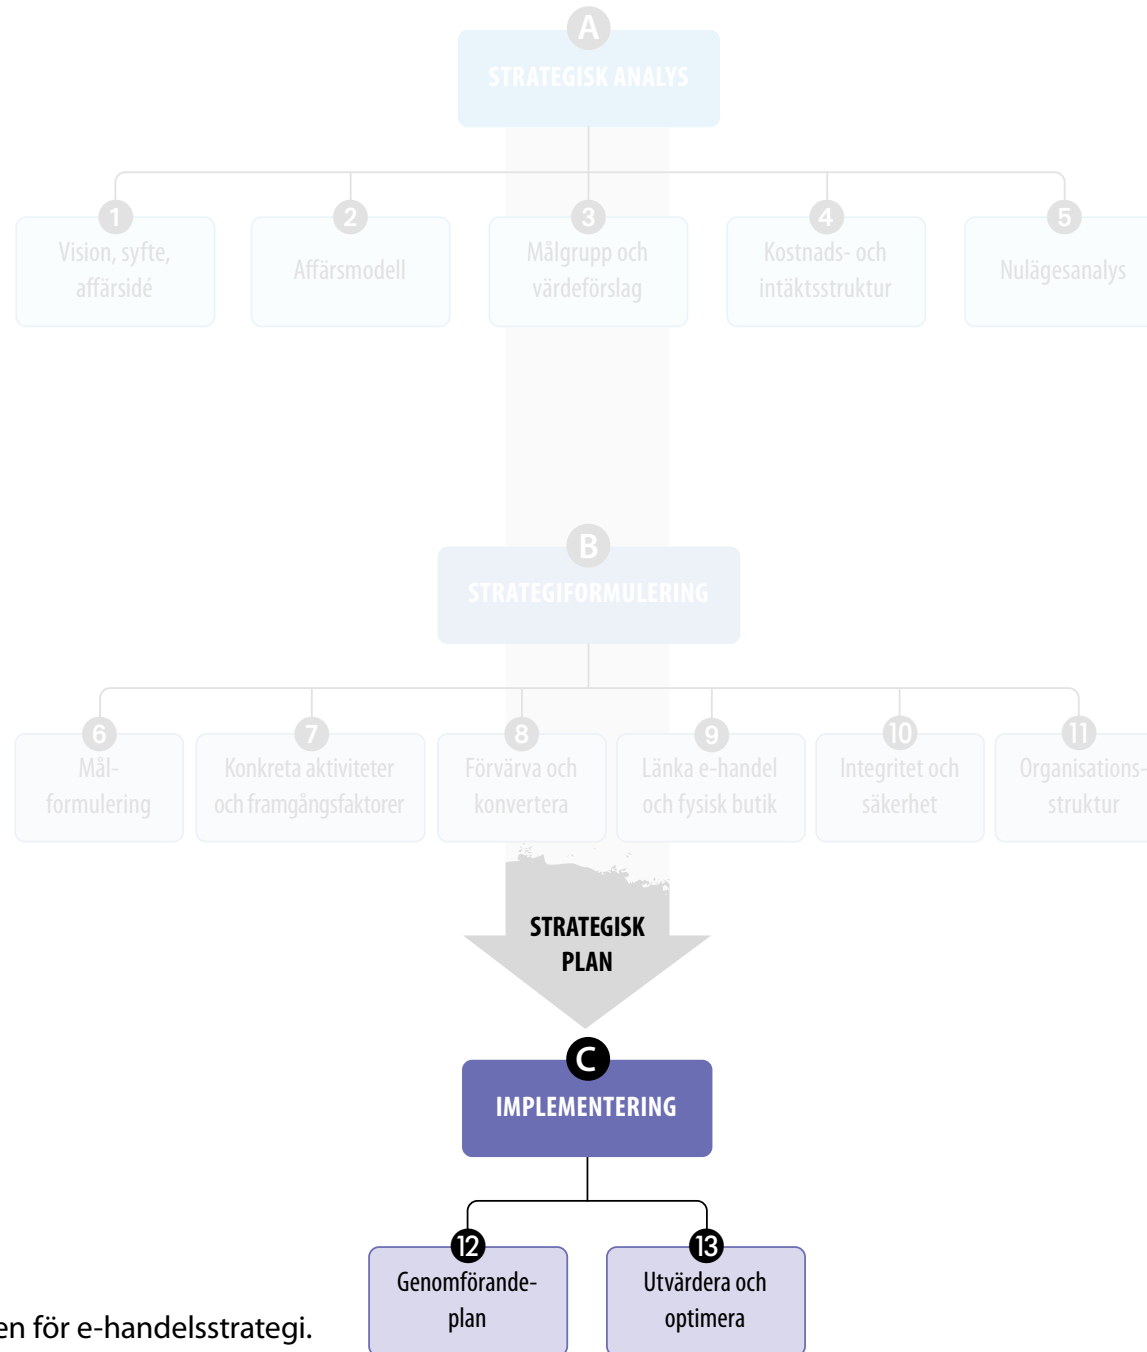 A
STRATEGISK ANALYS
1
Vision, syfte,
affärsidé
2
Affärsmodell
3
Målgrupp och
värdeförslag
4
Kostnads- och
intäktsstruktur
5
Nulägesanalys
B
STRATEGIFORMULERING
6
Mål-
formulering
7
Konkreta aktiviteter
och framgångsfaktorer
8
Förvärva och
konvertera
9
Länka e-handel
och fysisk butik
10
Integritet och
säkerhet
11
Organisations-
struktur
STRATEGISK
PLAN
C
IMPLEMENTERING
12
Genomförande-
plan
13
Utvärdera och
optimera
en för e-handelsstrategi.